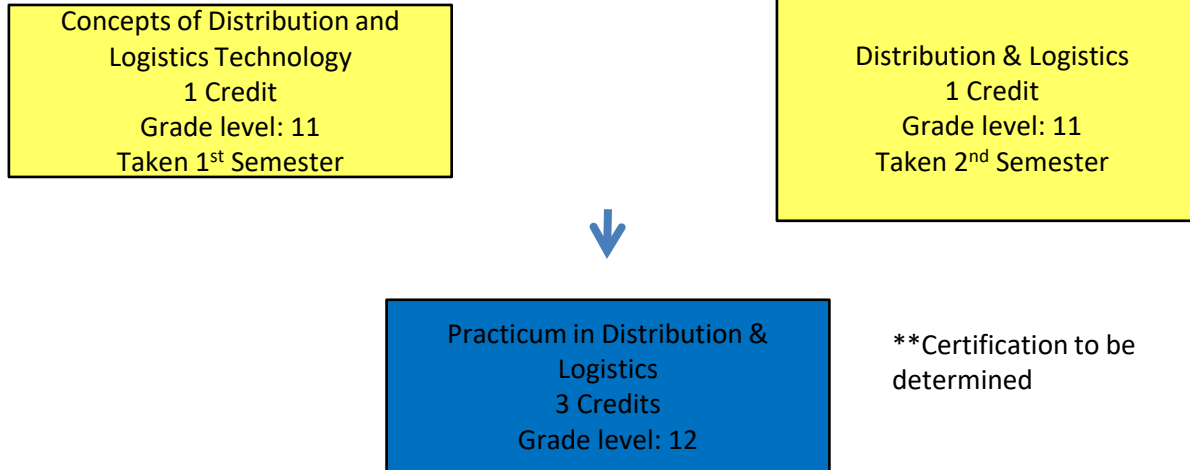 Concepts of Distribution and
Logistics Technology
1 Credit
Grade level: 11
Taken 1st Semester
Distribution & Logistics
1 Credit
Grade level: 11
Taken 2nd Semester
Practicum in Distribution &
Logistics
3 Credits
Grade level: 12
**Certification to be
determined